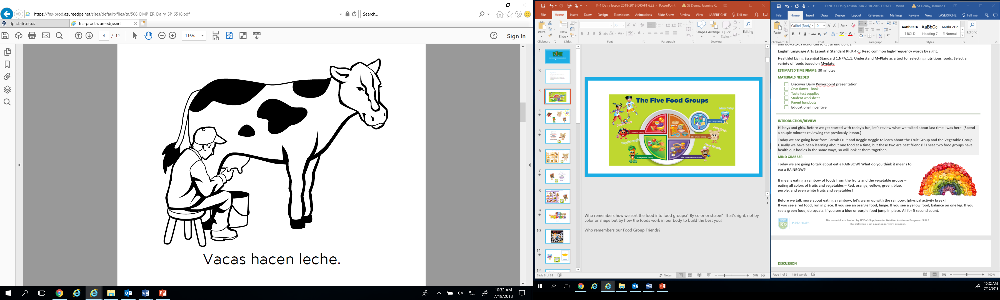 https://fns-prod.azureedge.net/sites/default/files/tn/508_DMP_ER_Dairy_SP_6518.pdf
Search...
dpi.state.nc.us
fns-prod.azureedge.net
4 / 12
116%
Sign In
Vacas hacen leche.
10:32 AM
7/19/2018
K-1 Dairy lesson 2018-2019 DRAFT 6.22 - PowerPoint
St Denny, Jasmine C.
File Home Insert Draw Design Transitions Animations Slide Show Review View LASERFICHE Tell me
Paste
New
Slide
36
Shapes Arrange Quick
Styles
Editing
Clipboard Slides Font Paragraph Drawing
1
2
3
4
5
6
7
8
9
10
11
12
The Five Food Groups
Mary Dairy
The Dairy Group
The Fruit Group
The Grains Group
Reggie Veggie
The Vegetable Group
The Protein Foods Group
Who remembers how we sort the food into food groups? By color or shape? That's right, not by
color or shape but by how the foods work in our body to build the best you!
Who remembers our Food Group Friends?
Slide 3 of 33
Notes
50%
DINE K1 Dairy Lesson Plan 2018-2019 DRAFT - Word
St Denny, Jasmine C.
File Home Insert Draw Design Layout References Mailings Review View LASERFICHE Tell me
Paste
Calibri (Body) 10
AaBbCcDc AaBbCcI AaBbCcDd
¶ BOLD Heading 7 ¶ Normal
Editing
Clipboard Font Paragraph Styles
and beverages beneficial to teeth and bones.
English Language Arts Essential Standard RF.K.4 c.: Read common high-frequency words by sight.
Healthful Living Essential Standard 1.NPA.1.1: Understand MyPlate as a tool for selecting nutritious foods. Select a
variety of foods based on Myplate.
ESTIMATED TIME FRAME: 30 minutes
MATERIALS NEEDED
Discover Dairy Powerpoint presentation
Dem Bones - Book
Taste test supplies
Student worksheet
Parent handouts
Educational incentive
INTRODUCTION/REVIEW
Hi boys and girls. Before we get started with today's fun, let's review what we talked about last time I was here. [Spend
a couple minutes reviewing the previously lesson.]
Today we are going hear from Farrah Fruit and Reggie Veggie to learn about the Fruit Group and the Vegetable Group.
Usually we have been learning about one food at a time, but these two are best friends!! These two food groups have
health our bodies in the same ways, so will look at them together.
MIND GRABBER
Today we are going to talk about eat a RAINBOW! What do you think it means to
eat a RAINBOW?
It means eating a rainbow of foods from the fruits and the vegetable groups –
eating all colors of fruits and vegetables – Red, orange, yellow, green, blue,
purple, and even white fruits and vegetables!
Before we talk more about eating a rainbow, let's warm up with the rainbow. [physical activity break]
If you see a red food, run in place. If you see an orange food, lunge. If you see a yellow food, balance on one leg. If you
see a green food, do squats. If you see a blue or purple food jump in place. All for 5 second count.
Public Health
This material was funded by USDA's Supplemental Nutrition Assistance Program - SNAP.
This institution is an equal opportunity provider.
DISCUSSION
Page 1 of 5 1865 words
100%
10:32 AM
7/19/2018